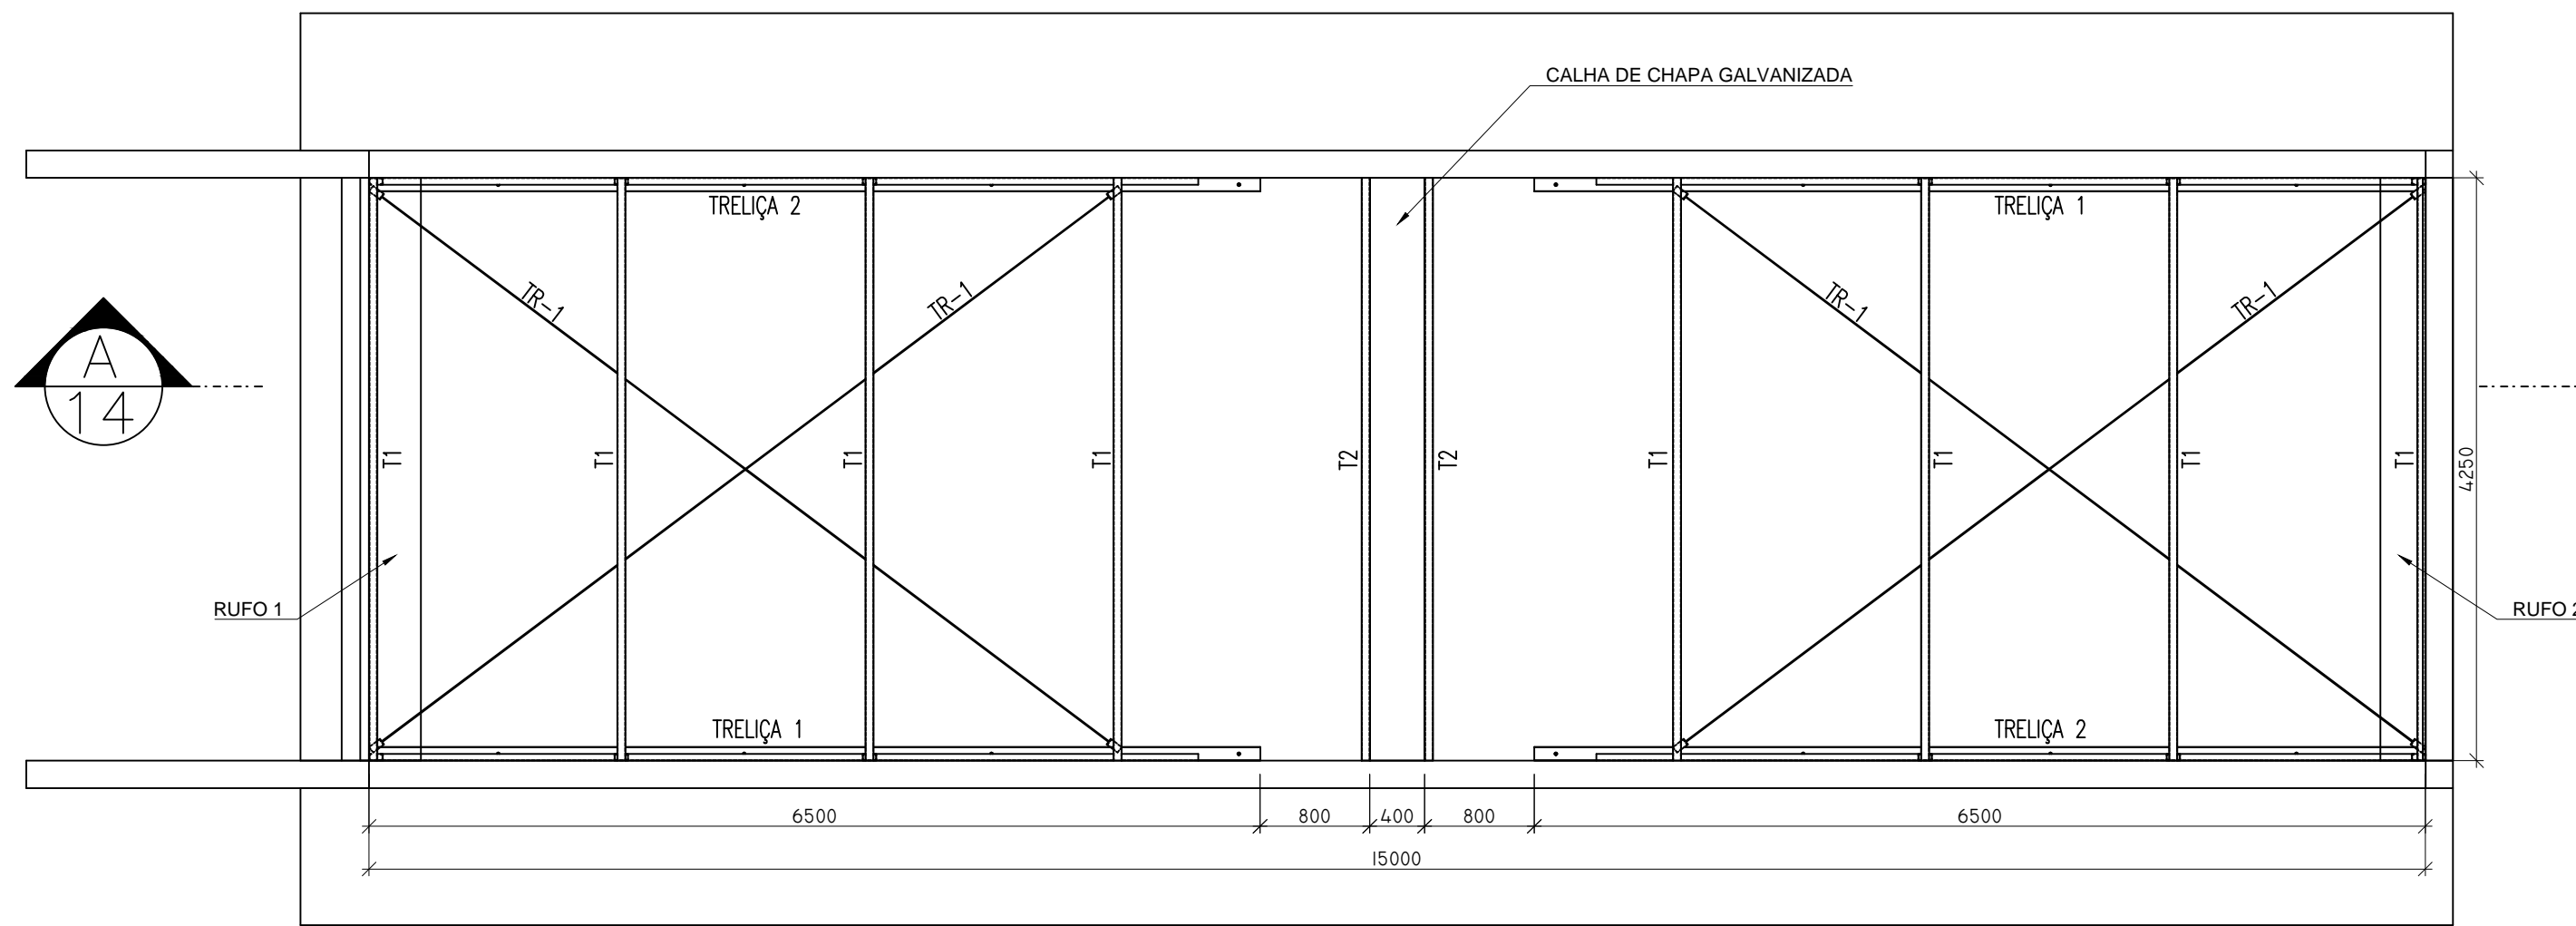 CALHA DE CHAPA GALVANIZADA
TRELIÇA 2
TRELIÇA 1
TR-1
TR-1
TR-1
TR-1
A
14
T1
T1
T1
T1
T2
T2
T1
T1
T1
T1
4250
RUFO 1
RUFO 2
TRELIÇA 1
TRELIÇA 2
6500
800
400
800
6500
15000